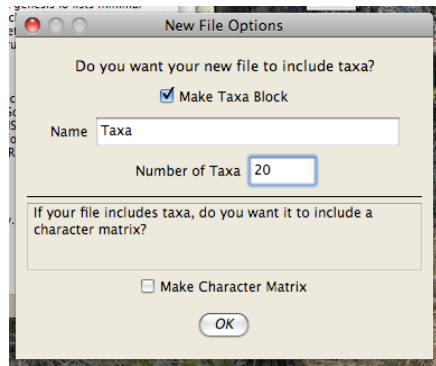 New File Options
Do you want your new file to include taxa?
Make Taxa Block
Name Taxa
Number of Taxa 20
If your file includes taxa, do you want it to include a
character matrix?
Make Character Matrix
OK